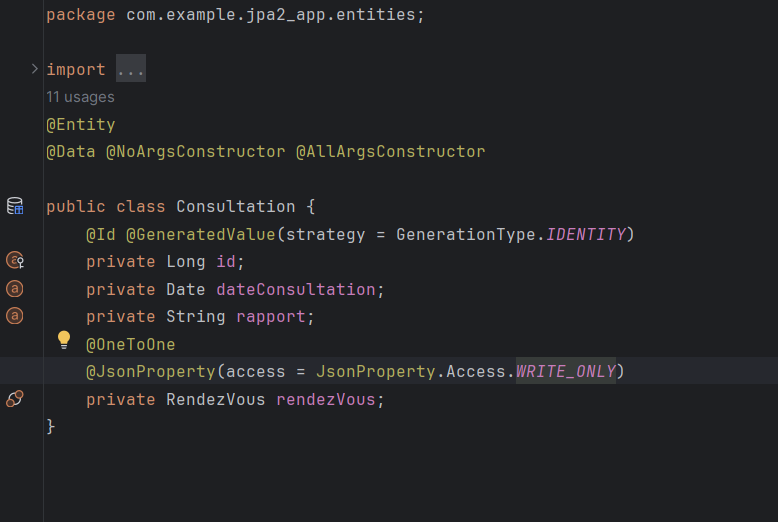 package com.example.jpa2_app.entities;
import ...
11 usages
@Entity
@Data @NoArgsConstructor @AllArgsConstructor
public class Consultation {
@Id @GeneratedValue(strategy = GenerationType.IDENTITY)
private Long id;
private Date dateConsultation;
private String rapport;
@OneToOne
@JsonProperty(access = JsonProperty.Access.WRITE_ONLY)
private RendezVous rendezVous;
}